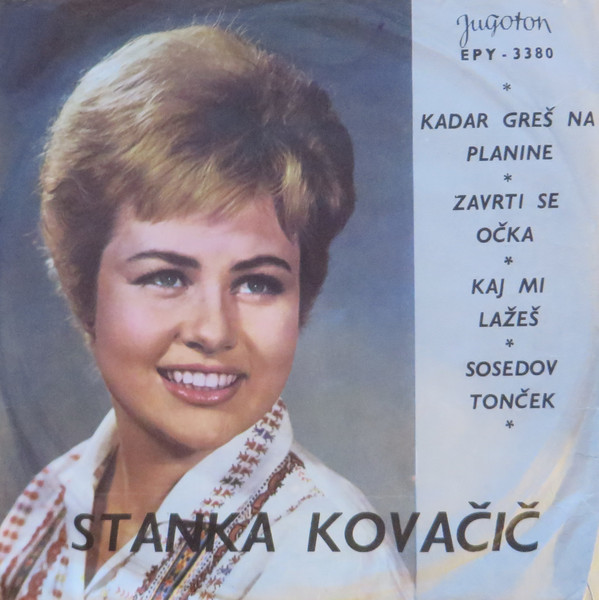 Jugoton
EPY - 3380
*
KADAR GREŠ NA
PLANINE
*
ZAVRTI SE
OČKA
*
KAJ MI
LAŽEŠ
*
SOSEDOV
TONČEK
*
STANKA KOVAČIČ